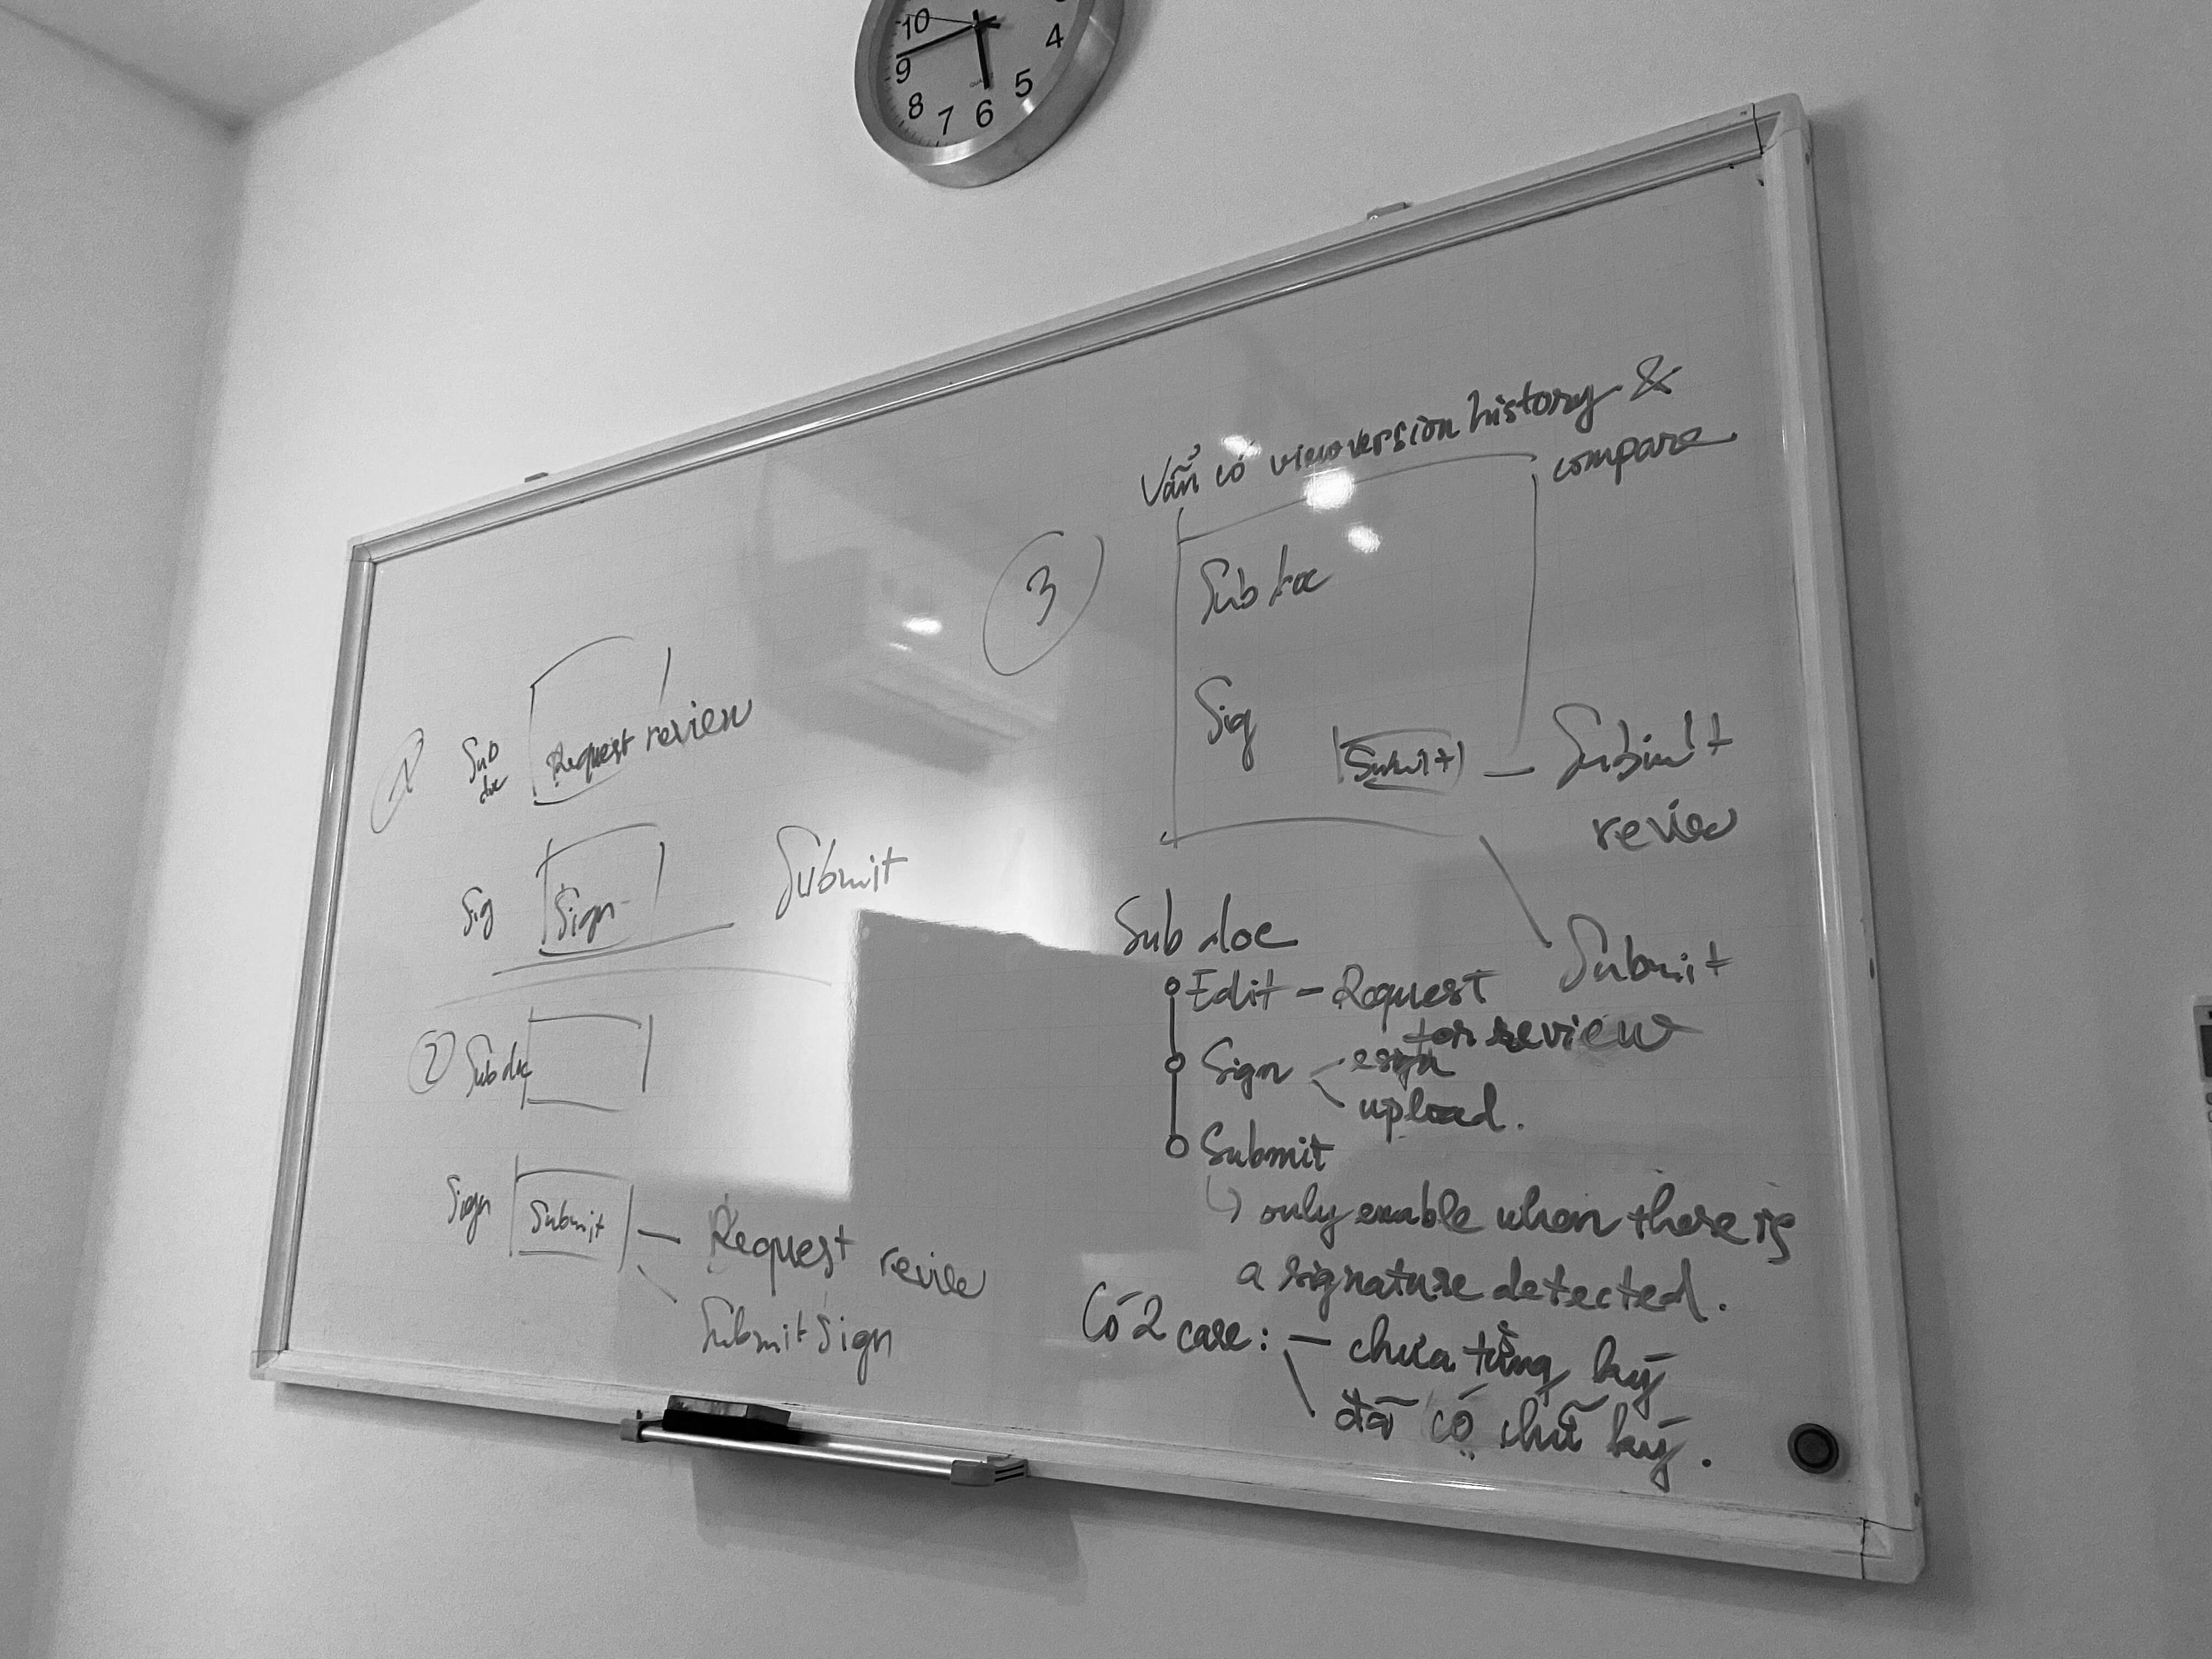 10
9
8
7
6
5
4
1
Sub
doc
Request review
Sig
Sign
Submit
2
Sub doc
Sign
Submit
Request review
Submit Sign
3
Vẫn có view version history &
compare
Sub doc
Sig
Submit
Submit
review
Submit
Sub doc
Edit - Request
for review
Sign
esign
upload.
Submit
only enable when there is
a signature detected.
Có 2 case: - chưa từng ký
đã có chữ ký.